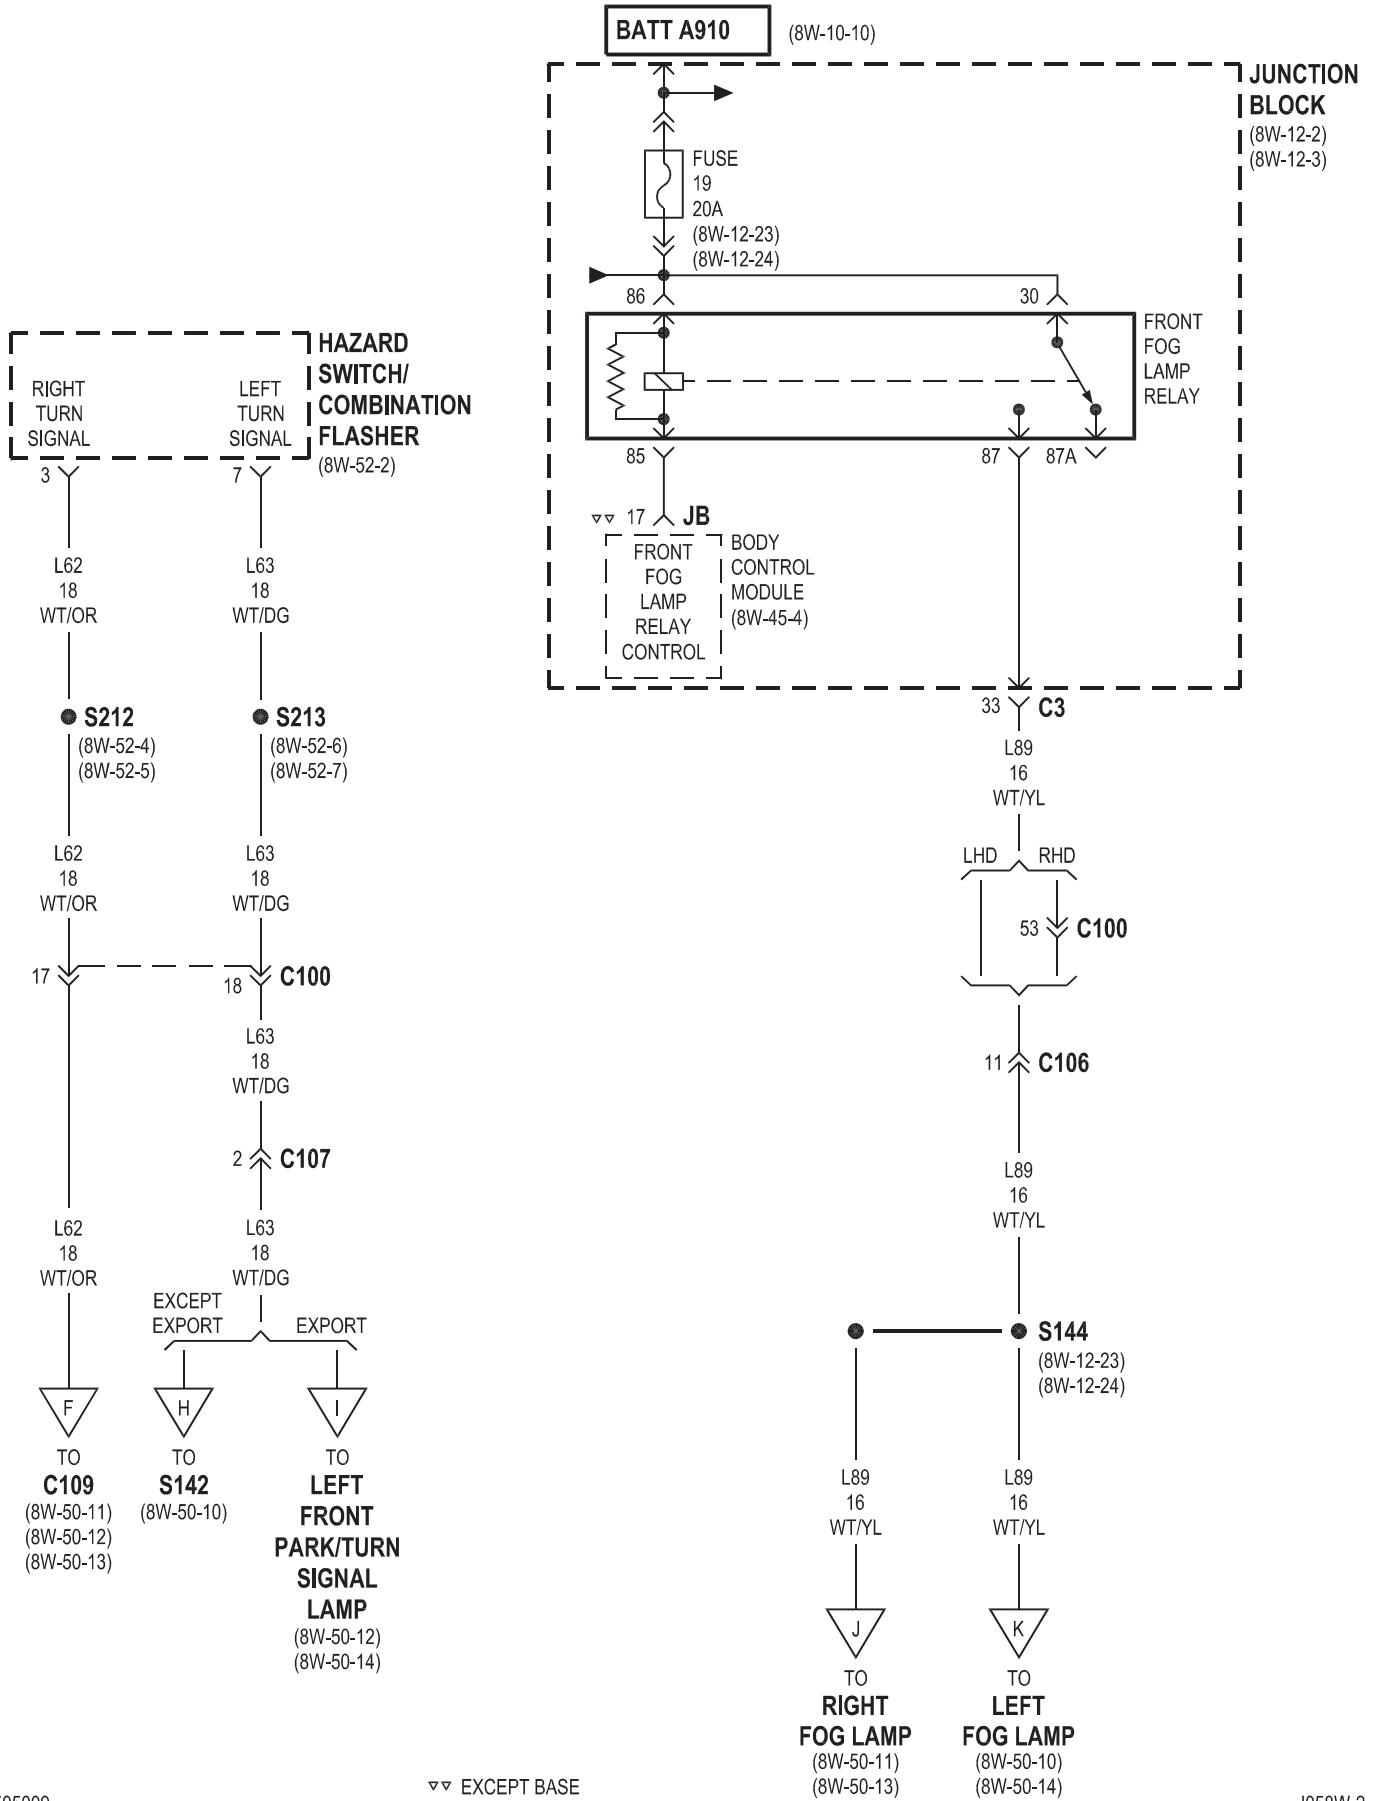 BATT A910
(8W-10-10)
JUNCTION
BLOCK
(8W-12-2)
(8W-12-3)
FUSE
19
20A
(8W-12-23)
(8W-12-24)
86
30
FRONT
FOG
LAMP
RELAY
85
87
87A
17
JB
FRONT
FOG
LAMP
RELAY
CONTROL
BODY
CONTROL
MODULE
(8W-45-4)
33
C3
L89
16
WT/YL
LHD
RHD
53
C100
11
C106
L89
16
WT/YL
S144
(8W-12-23)
(8W-12-24)
L89
16
WT/YL
L89
16
WT/YL
J
K
TO
RIGHT
FOG LAMP
(8W-50-11)
(8W-50-13)
TO
LEFT
FOG LAMP
(8W-50-10)
(8W-50-14)
HAZARD
SWITCH/
COMBINATION
FLASHER
(8W-52-2)
RIGHT
TURN
SIGNAL
LEFT
TURN
SIGNAL
3
7
L62
18
WT/OR
L63
18
WT/DG
S212
(8W-52-4)
(8W-52-5)
S213
(8W-52-6)
(8W-52-7)
L62
18
WT/OR
L63
18
WT/DG
17
18
C100
L63
18
WT/DG
2
C107
L62
18
WT/OR
L63
18
WT/DG
EXCEPT
EXPORT
EXPORT
F
H
I
TO
C109
(8W-50-11)
(8W-50-12)
(8W-50-13)
TO
S142
(8W-50-10)
TO
LEFT
FRONT
PARK/TURN
SIGNAL
LAMP
(8W-50-12)
(8W-50-14)
▽▽ EXCEPT BASE